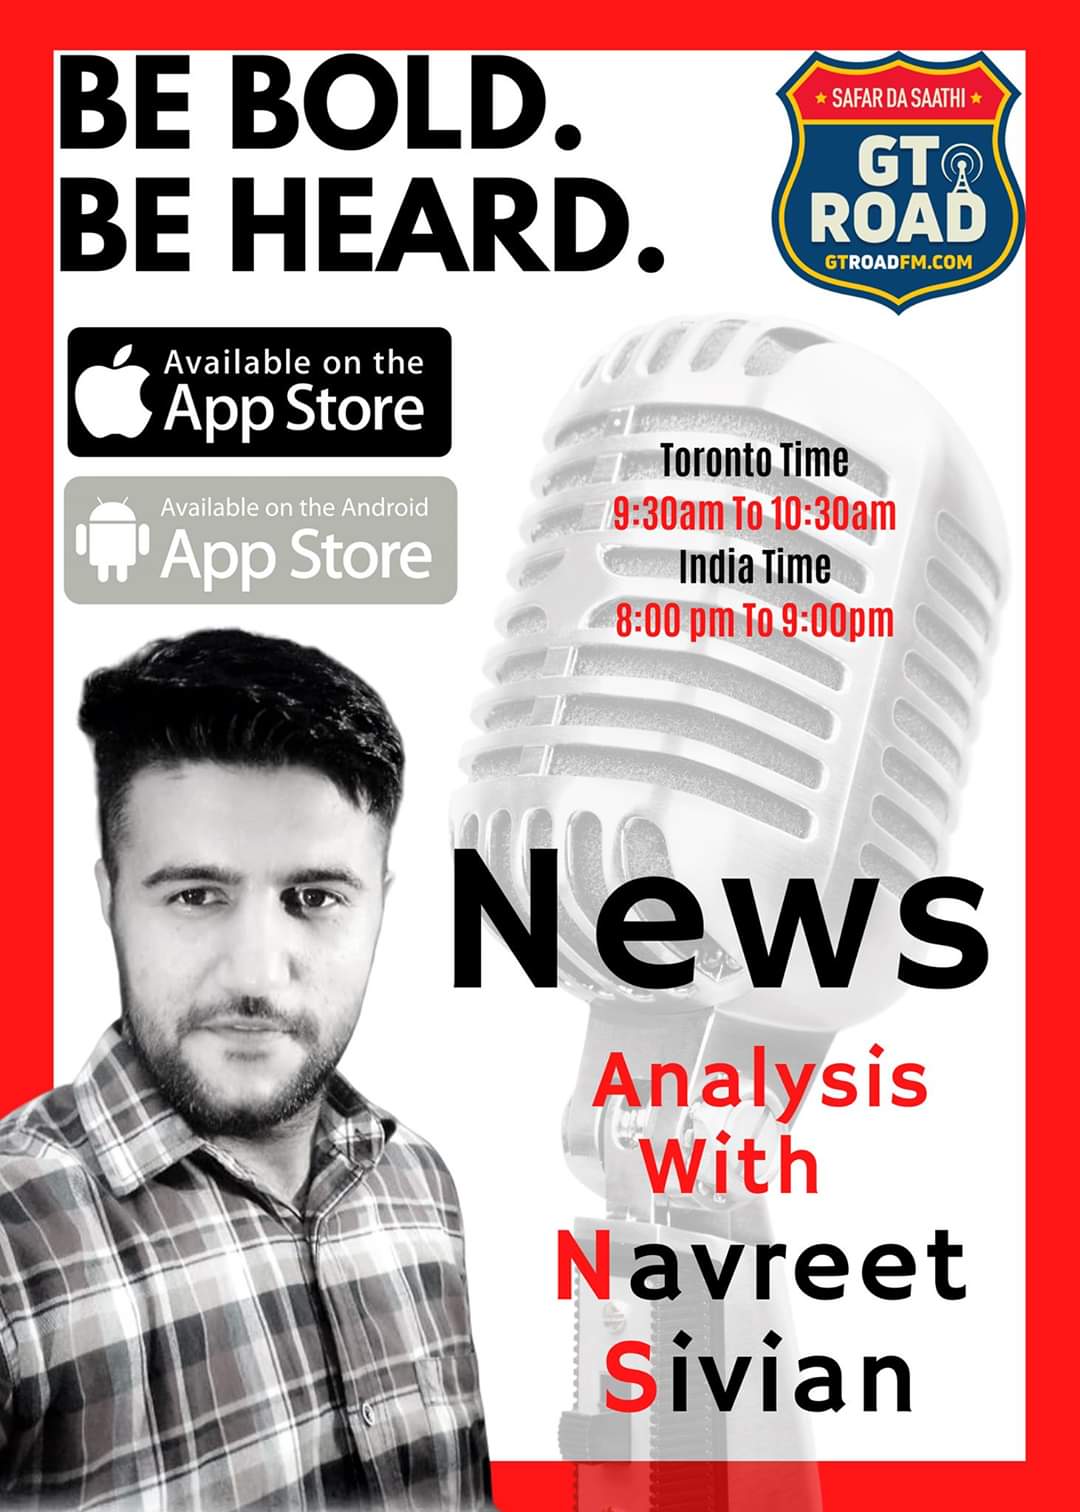 BE BOLD.
BE HEARD.
SAFAR DA SAATHI
GT
ROAD
GTROADFM.COM
Available on the
App Store
Available on the Android
App Store
Toronto Time
9:30am To 10:30am
India Time
8:00 pm To 9:00pm
News
Analysis
With
Navreet
Sivian